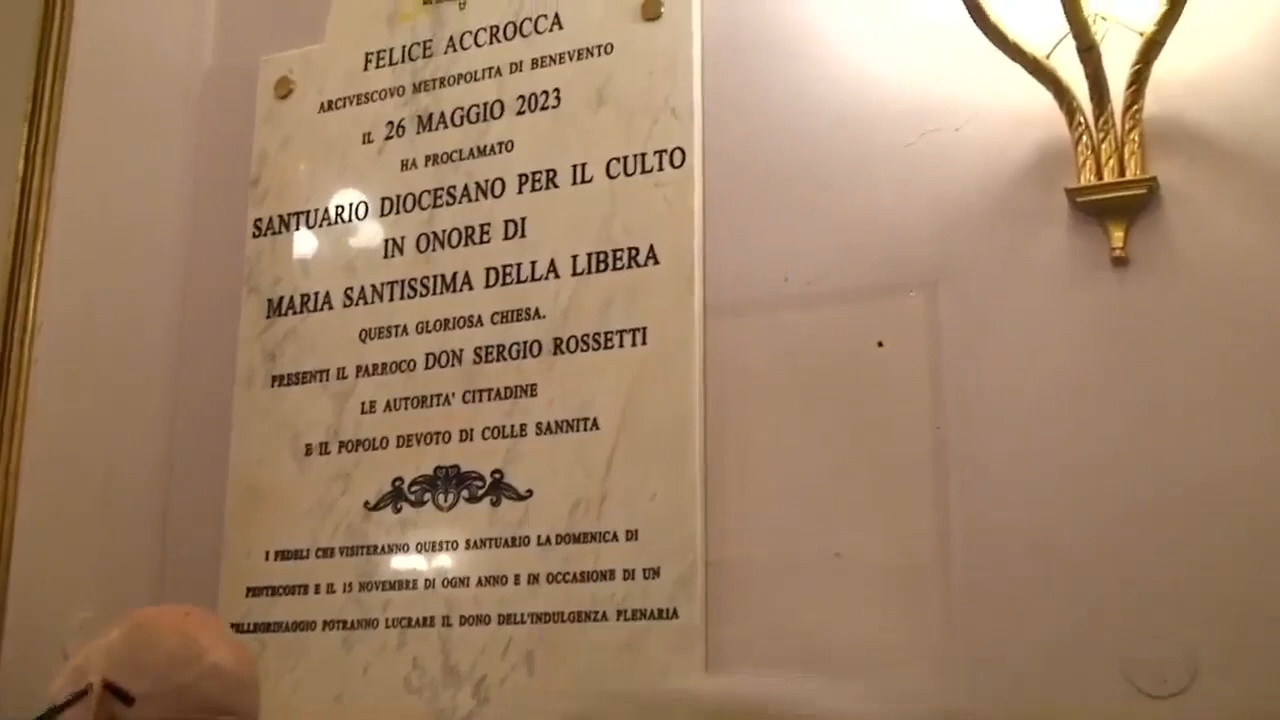 FELICE ACCROCCA
ARCIVESCOVO METROPOLITA DI BENEVENTO
IL 26 MAGGIO 2023
HA PROCLAMATO
SANTUARIO DIOCESANO PER IL CULTO
IN ONORE DI
MARIA SANTISSIMA DELLA LIBERA
QUESTA GLORIOSA CHIESA.
PRESENTI IL PARROCO DON SERGIO ROSSETTI
LE AUTORITA' CITTADINE
E IL POPOLO DEVOTO DI COLLE SANNITA
I FEDELI CHE VISITERANNO QUESTO SANTUARIO LA DOMENICA DI
PENTECOSTE E IL 15 NOVEMBRE DI OGNI ANNO E IN OCCASIONE DI UN
PELLEGRINAGGIO POTRANNO LUCRARE IL DONO DELL'INDULGENZA PLENARIA